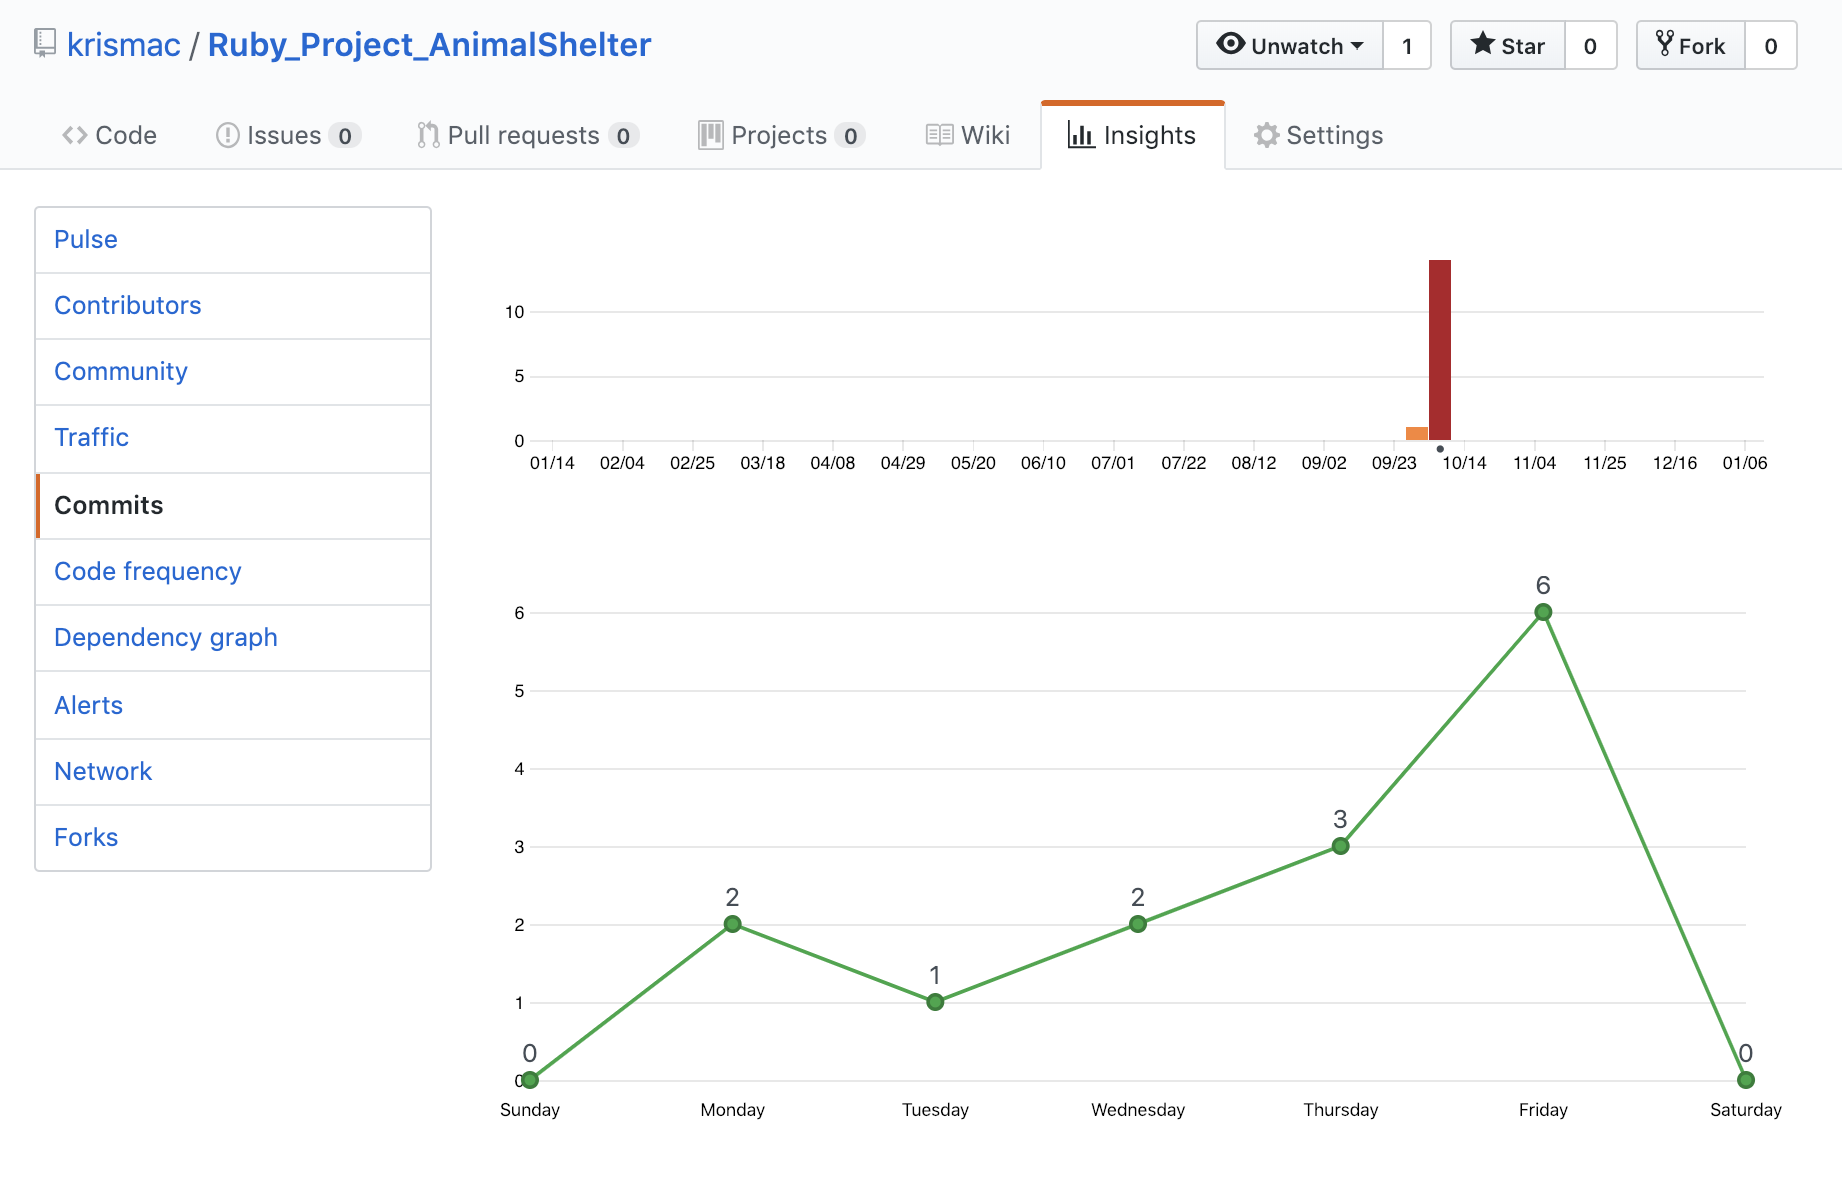 krismac / Ruby_Project_AnimalShelter
Unwatch 1 Star 0 Fork 0
Code Issues 0 Pull requests 0 Projects 0 Wiki Insights Settings
Pulse
Contributors
Community
Traffic
Commits
Code frequency
Dependency graph
Alerts
Network
Forks
10
5
0
01/14 02/04 02/25 03/18 04/08 04/29 05/20 06/10 07/01 07/22 08/12 09/02 09/23 10/14 11/04 11/25 12/16 01/06
6
6
5
4
3
3
2 2
2
1
1
0 0
0
Sunday Monday Tuesday Wednesday Thursday Friday Saturday